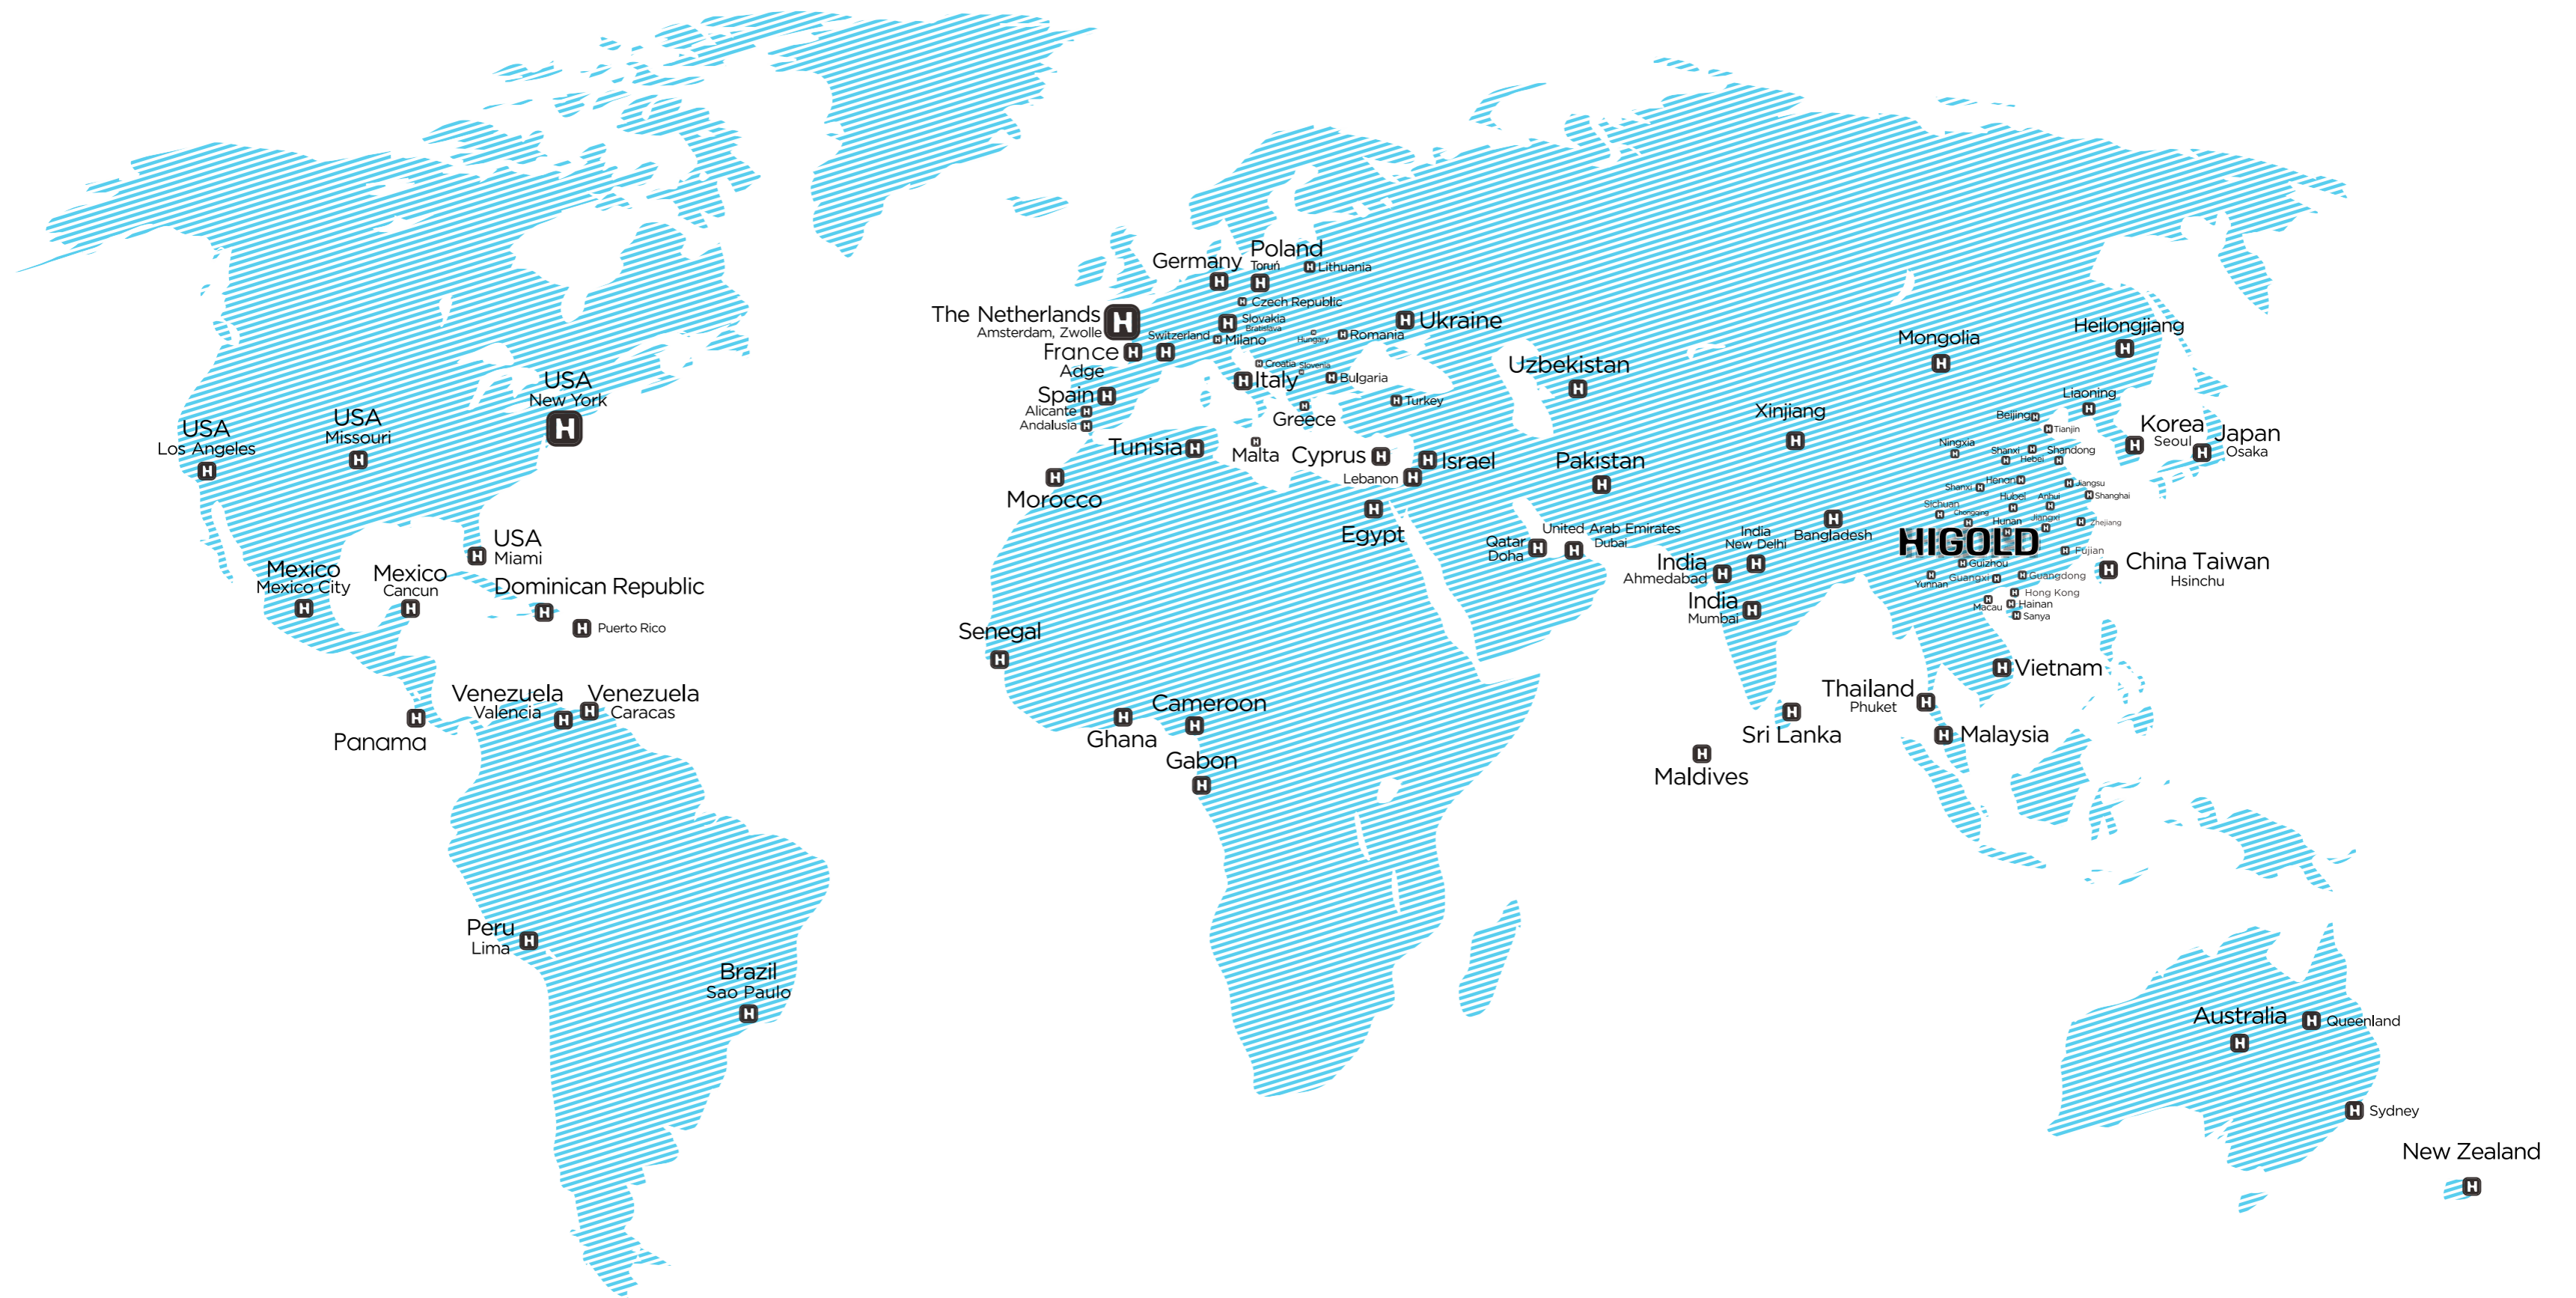 USA
Los Angeles
USA
Missouri
USA
New York
USA
Miami
Mexico
Mexico City
Mexico
Cancun
Dominican Republic
Puerto Rico
Panama
Venezuela
Valencia
Venezuela
Caracas
Peru
Lima
Brazil
Sao Paulo
Germany
Poland
Toruń
Lithuania
The Netherlands
Amsterdam, Zwolle
Czech Republic
Slovakia
Bratislava
Switzerland
Milano
Hungary
Romania
Ukraine
France
Adge
Croatia
Slovenia
Italy
Bulgaria
Spain
Alicante
Andalusia
Greece
Turkey
Tunisia
Malta
Cyprus
Israel
Lebanon
Morocco
Egypt
Senegal
Ghana
Cameroon
Gabon
Uzbekistan
Pakistan
Qatar
Doha
United Arab Emirates
Dubai
India
New Delhi
India
Ahmedabad
India
Mumbai
Bangladesh
Sri Lanka
Maldives
Xinjiang
Mongolia
Heilongjiang
Liaoning
Beijing
Tianjin
Ningxia
Shanxi
Hebei
Shandong
Shanxi
Henan
Jiangsu
Shanghai
Hubei
Anhui
Sichuan
Chongqing
Hunan
Jiangxi
Zhejiang
HIGOLD
Fujian
Guizhou
Yunnan
Guangxi
Guangdong
Hong Kong
Macau
Hainan
Sanya
Korea
Seoul
Japan
Osaka
China Taiwan
Hsinchu
Vietnam
Thailand
Phuket
Malaysia
Australia
Queenland
Sydney
New Zealand